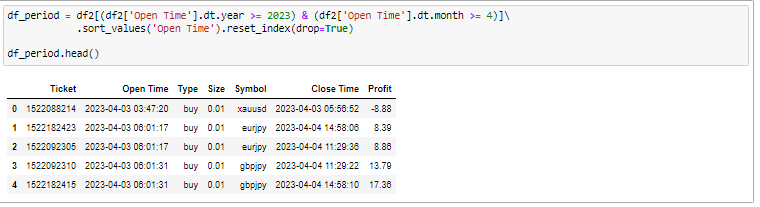 df_period = df2[(df2['Open Time'].dt.year >= 2023) & (df2['Open Time'].dt.month >= 4)]\
.sort_values('Open Time').reset_index(drop=True)
df_period.head()
Ticket Open Time Type Size Symbol Close Time Profit
0 1522088214 2023-04-03 03:47:20 buy 0.01 xauusd 2023-04-03 05:56:52 -8.88
1 1522182423 2023-04-03 06:01:17 buy 0.01 eurjpy 2023-04-04 14:58:06 8.39
2 1522092305 2023-04-03 06:01:17 buy 0.01 eurjpy 2023-04-04 11:29:36 8.86
3 1522092310 2023-04-03 06:01:31 buy 0.01 gbpjpy 2023-04-04 11:29:22 13.79
4 1522182415 2023-04-03 06:01:31 buy 0.01 gbpjpy 2023-04-04 14:58:10 17.36